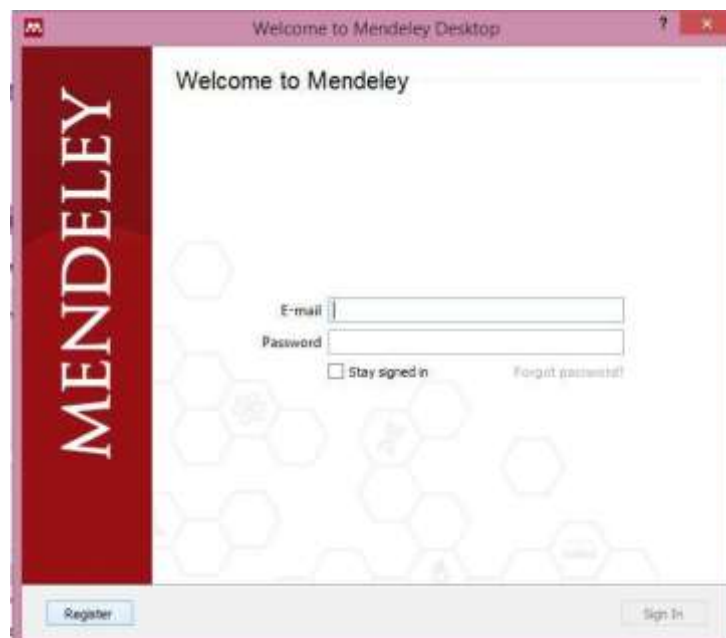 Welcome to Mendeley Desktop
?
MENDELEY
Welcome to Mendeley
E-mail
Password
Stay signed in
Forgot password?
Register
Sign In